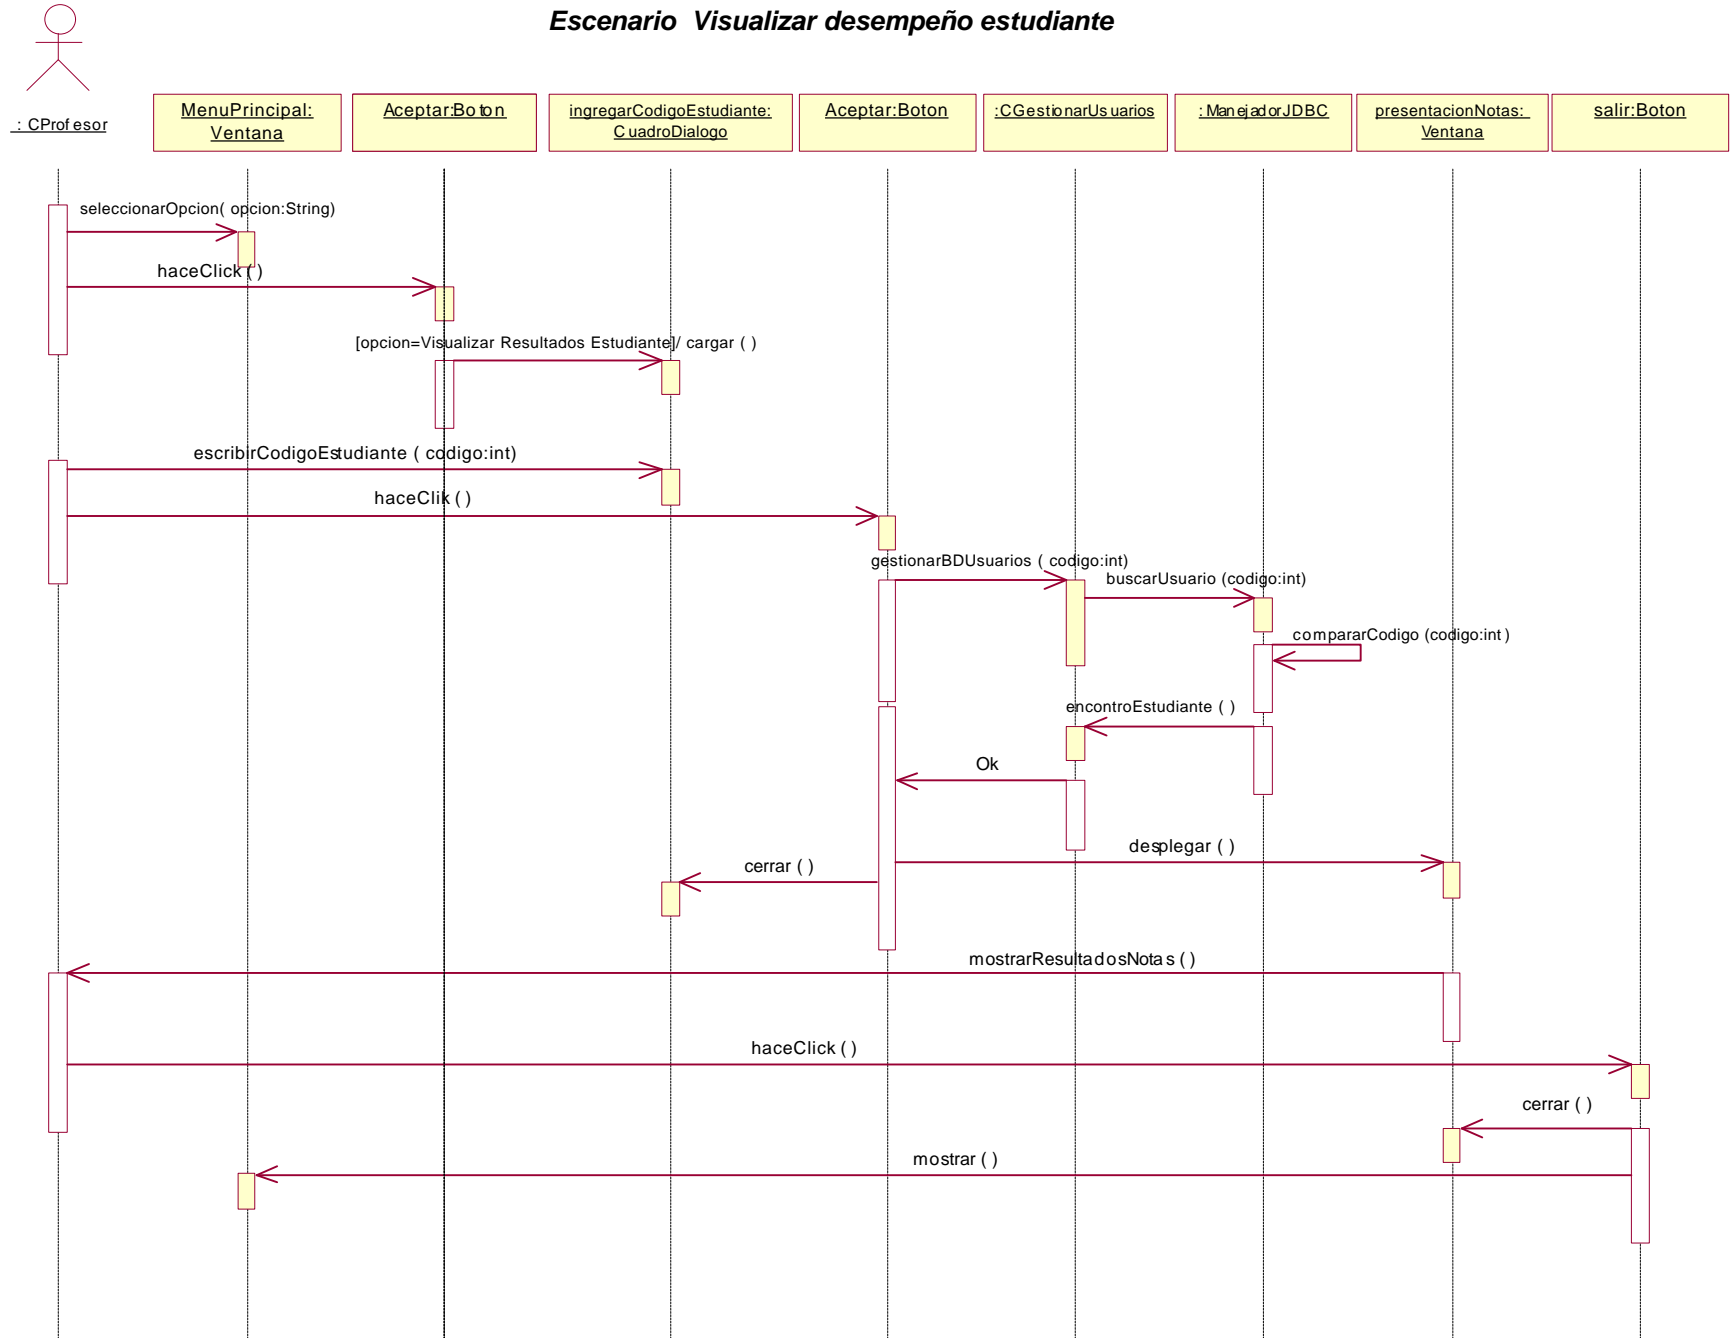 Escenario Visualizar desempeño estudiante
: CProfesor
MenuPrincipal:
Ventana
Aceptar:Boton
ingregarCodigoEstudiante:
CuadroDialogo
Aceptar:Boton
:CGestionarUsuarios
:ManejadorJDBC
presentacionNotas:
Ventana
salir:Boton
seleccionarOpcion( opcion:String)
haceClick ( )
[opcion=Visualizar Resultados Estudiante]/ cargar ( )
escribirCodigoEstudiante ( codigo:int)
haceClik ( )
gestionarBDUsuarios ( codigo:int)
buscarUsuario (codigo:int)
compararCodigo (codigo:int )
encontroEstudiante ( )
Ok
desplegar ( )
cerrar ( )
mostrarResultadosNotas ( )
haceClick ( )
cerrar ( )
mostrar ( )